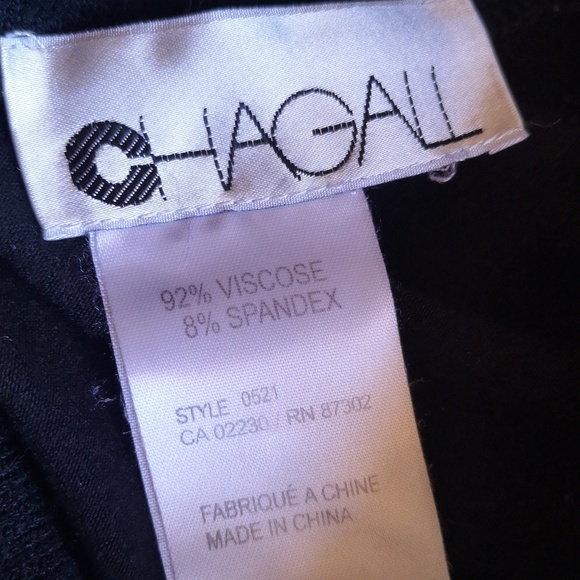 CHAGALL
92% VISCOSE
8% SPANDEX
STYLE 0521
CA 02230 / RN 87302
FABRIQUÉ A CHINE
MADE IN CHINA